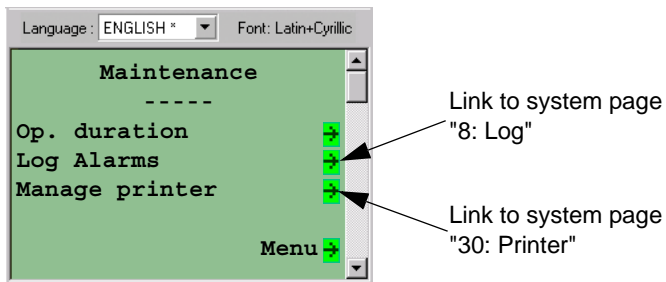 Language : ENGLISH * Font: Latin+Cyrillic
Maintenance
-----
Op. duration
Log Alarms
Manage printer
Menu
Link to system page
"8: Log"
Link to system page
"30: Printer"